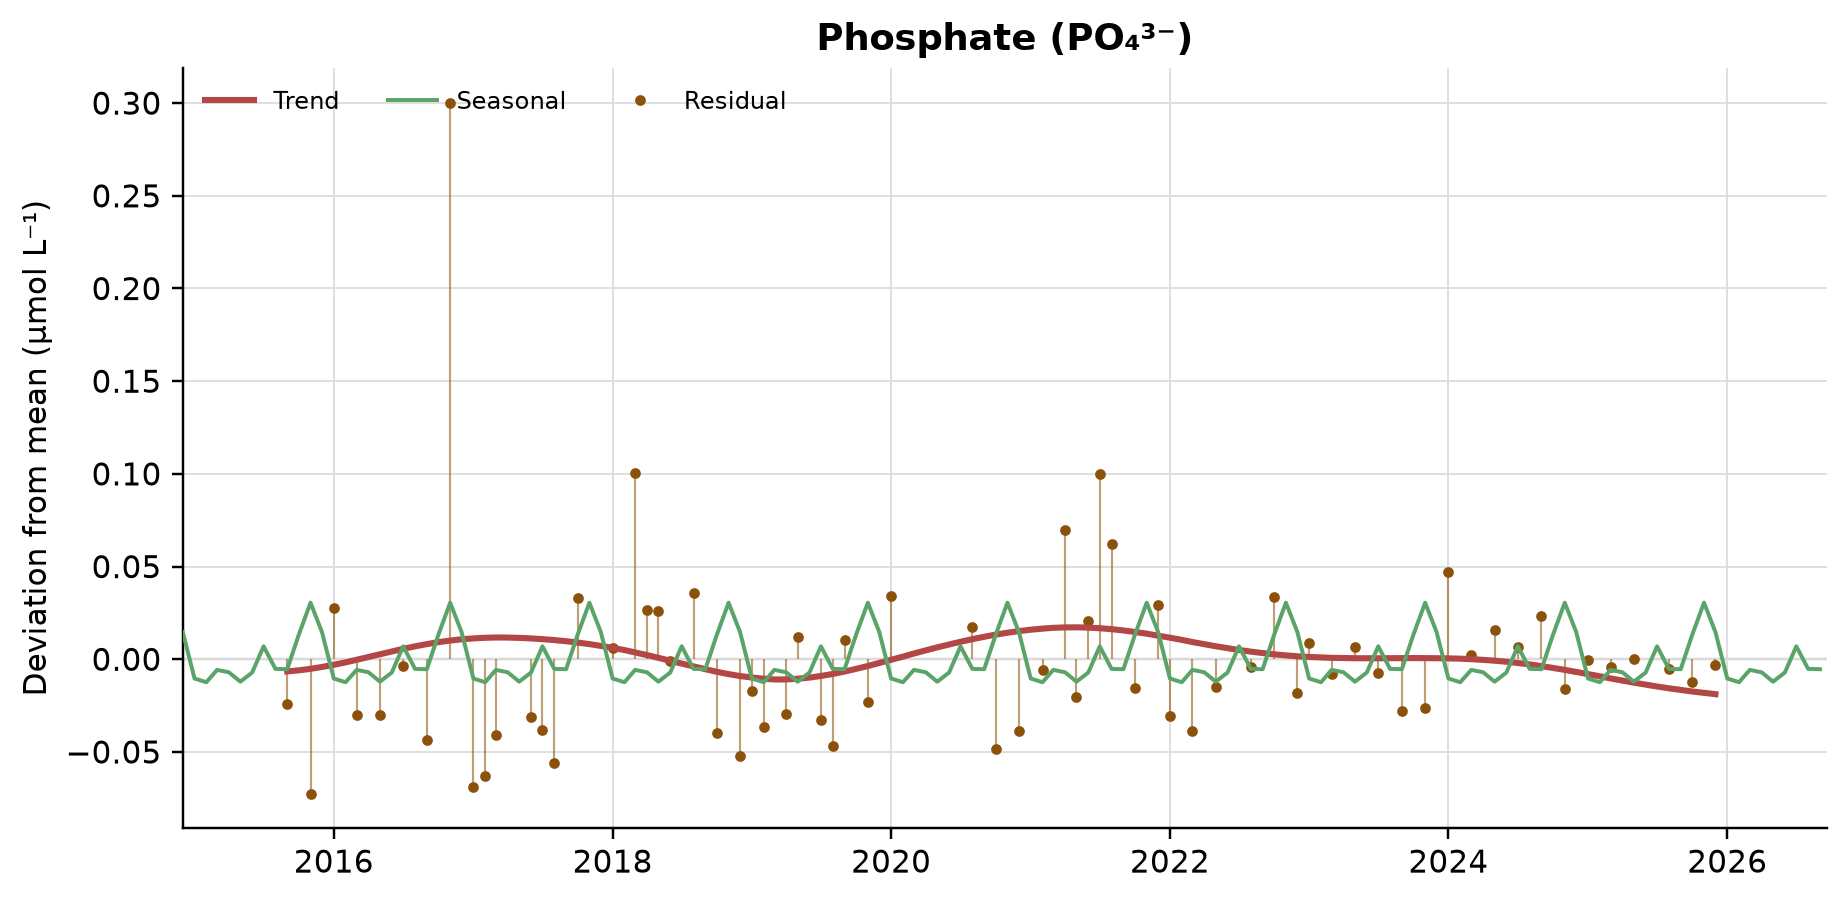 Phosphate (PO₄³⁻)
Trend
Seasonal
Residual
Deviation from mean (µmol L⁻¹)
0.30
0.25
0.20
0.15
0.10
0.05
0.00
−0.05
2016
2018
2020
2022
2024
2026